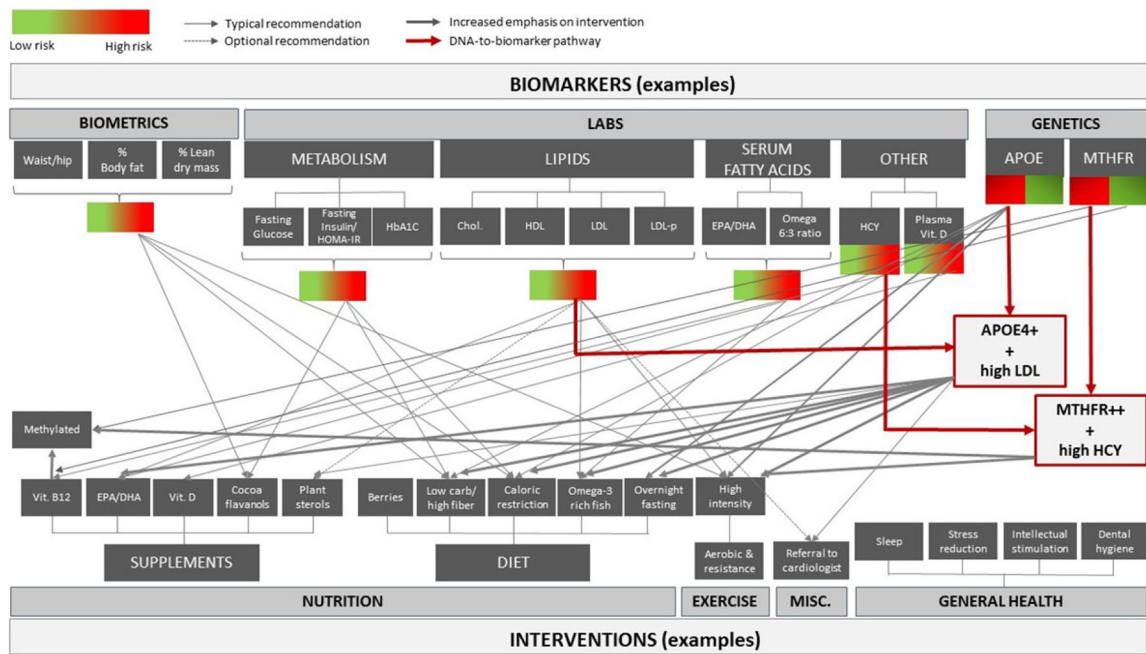 Low risk
High risk
Typical recommendation
Optional recommendation
Increased emphasis on intervention
DNA-to-biomarker pathway
BIOMARKERS (examples)
BIOMETRICS
LABS
GENETICS
Waist/hip
%
Body fat
% Lean
dry mass
METABOLISM
LIPIDS
SERUM
FATTY ACIDS
OTHER
APOE
MTHFR
Fasting
Glucose
Fasting
Insulin/
HOMA-IR
HbA1C
Chol.
HDL
LDL
LDL-p
EPA/DHA
Omega
6:3 ratio
HCY
Plasma
Vit. D
APOE4+
+
high LDL
MTHFR++
+
high HCY
Methylated
Vit. B12
EPA/DHA
Vit. D
Cocoa
flavanols
Plant
sterols
Berries
Low carb/
high fiber
Caloric
restriction
Omega-3
rich fish
Overnight
fasting
High
intensity
SUPPLEMENTS
DIET
Aerobic &
resistance
Referral to
cardiologist
Sleep
Stress
reduction
Intellectual
stimulation
Dental
hygiene
NUTRITION
EXERCISE
MISC.
GENERAL HEALTH
INTERVENTIONS (examples)